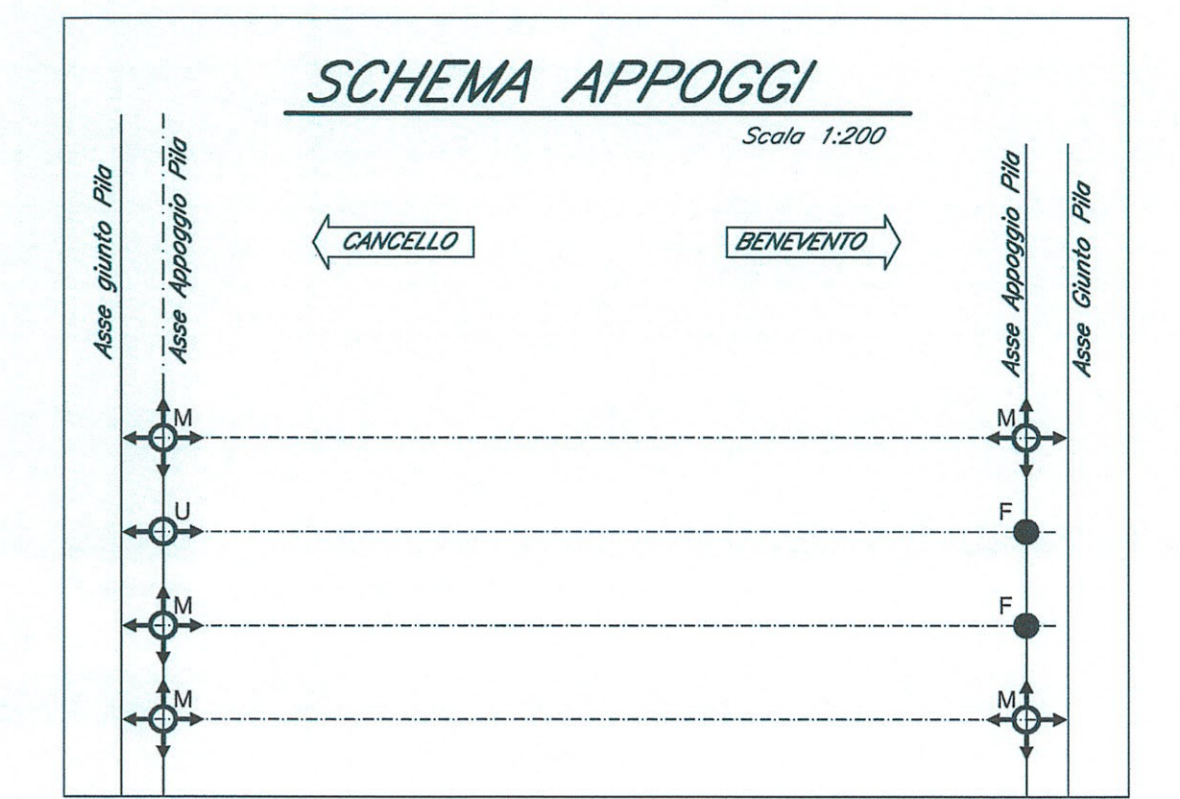 SCHEMA APPOGGI
Scala 1:200
Asse giunto Pila
Asse Appoggio Pila
CANCELLO
BENEVENTO
Asse Appoggio Pila
Asse Giunto Pila
M
M
U
F
M
F
M
M